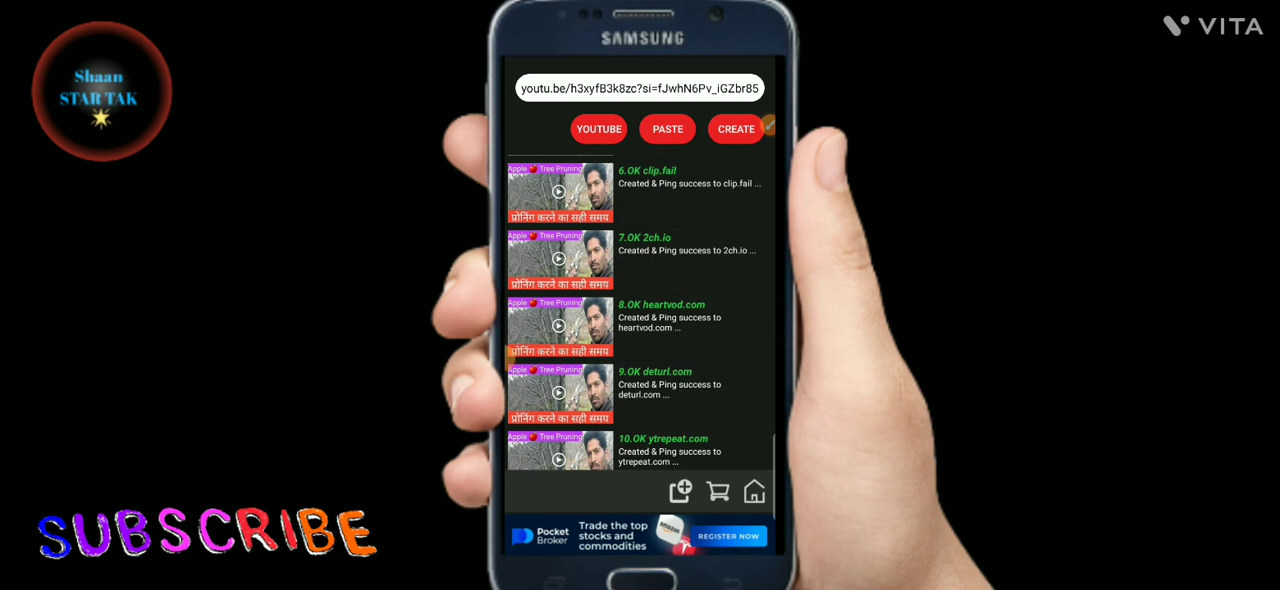 Shaan
STAR TAK
VITA
SAMSUNG
youtu.be/h3xyfB3k8zc?si=fJwhN6Pv_iGZbr85
YOUTUBE PASTE CREATE
Apple 🍎 Tree Pruning
प्रोनिंग करने का सही समय
6.OK clip.fail
Created & Ping success to clip.fail ...
Apple 🍎 Tree Pruning
प्रोनिंग करने का सही समय
7.OK 2ch.io
Created & Ping success to 2ch.io ...
Apple 🍎 Tree Pruning
प्रोनिंग करने का सही समय
8.OK heartvod.com
Created & Ping success to
heartvod.com ...
Apple 🍎 Tree Pruning
प्रोनिंग करने का सही समय
9.OK deturl.com
Created & Ping success to
deturl.com ...
Apple 🍎 Tree Pruning
10.OK ytrepeat.com
Created & Ping success to
ytrepeat.com ...
SUBSCRIBE
Pocket
Broker
Trade the top
stocks and
commodities
amazon
REGISTER NOW